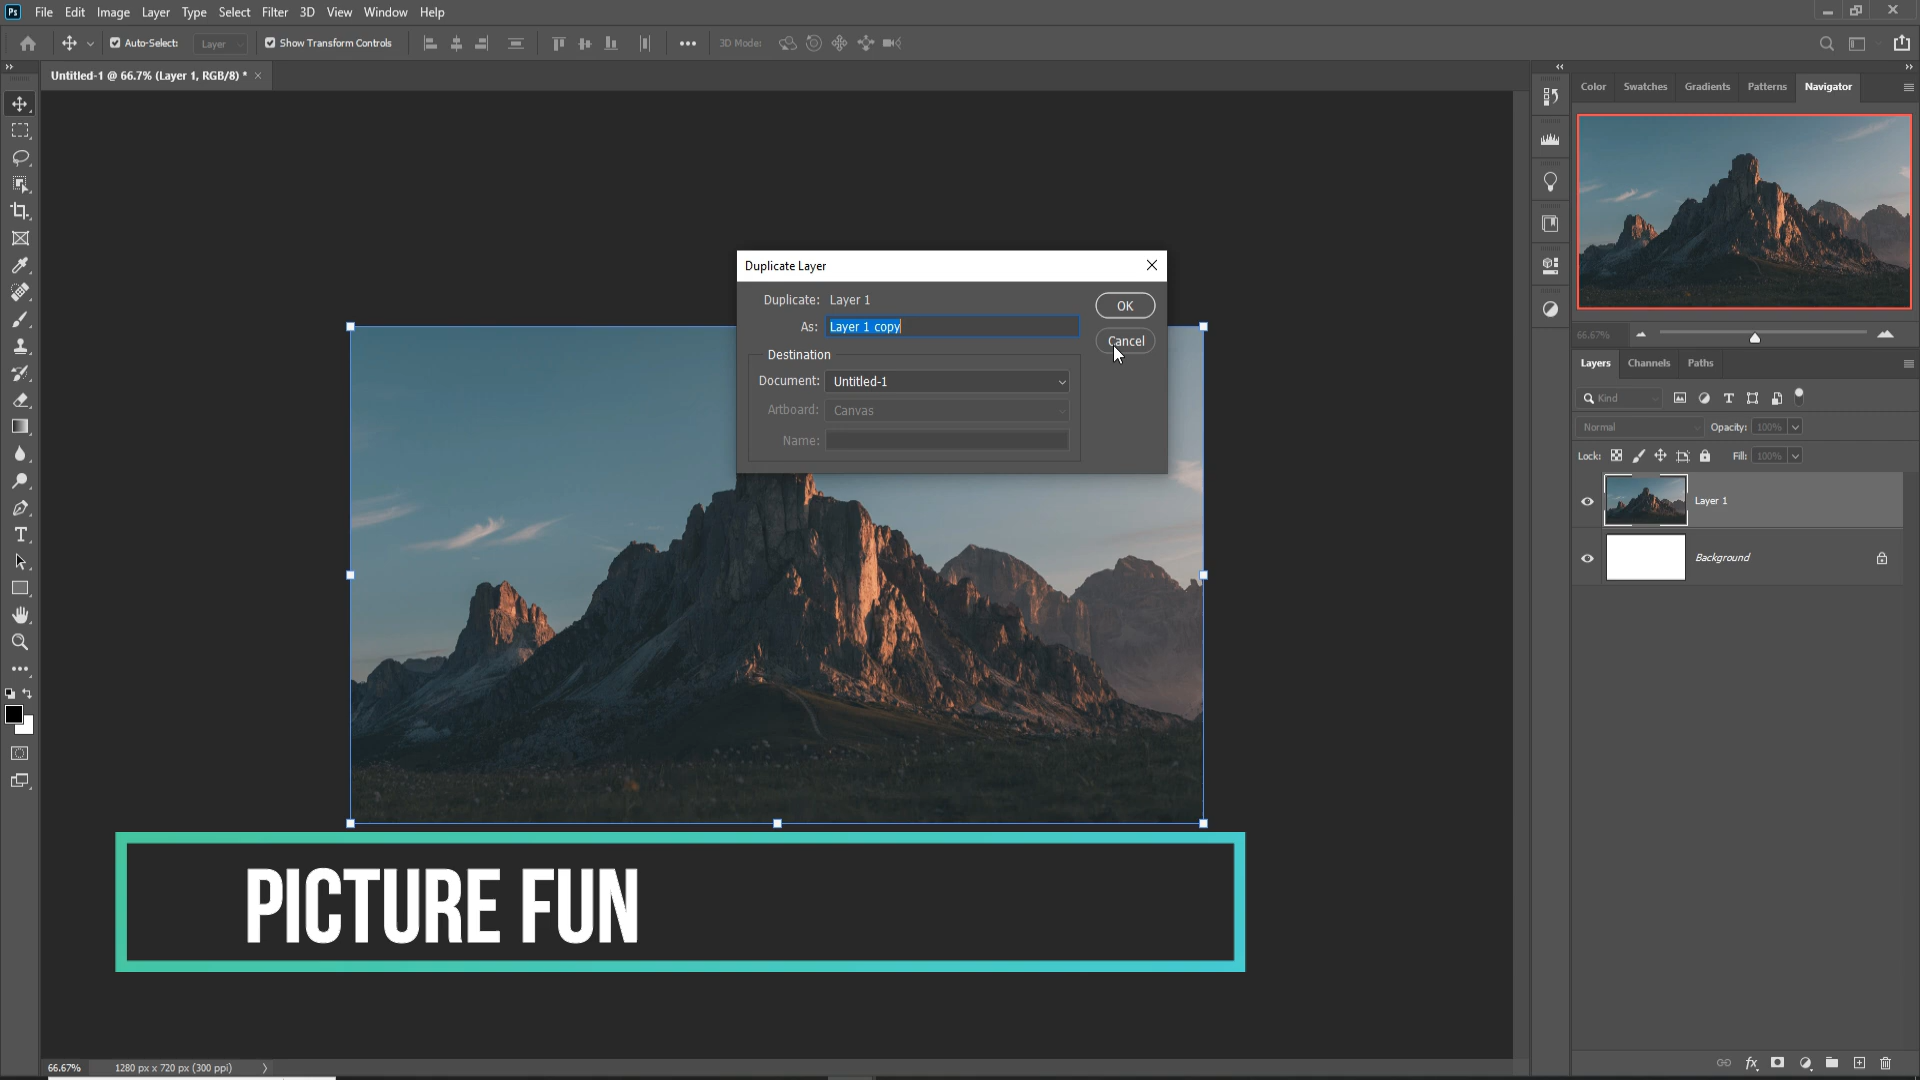 Ps File Edit Image Layer Type Select Filter 3D View Window Help
Auto-Select: Layer Show Transform Controls 3D Mode:
Untitled-1 @ 66.7% (Layer 1, RGB/8) *
Color Swatches Gradients Patterns Navigator
Duplicate Layer
Duplicate: Layer 1
OK
As: Layer 1 copy
Cancel
Destination
Document: Untitled-1
Artboard: Canvas
Name:
66.67%
Layers Channels Paths
Kind
Normal Opacity: 100%
Lock: Fill: 100%
Layer 1
Background
PICTURE FUN
66.67% 1280 px x 720 px (300 ppi)